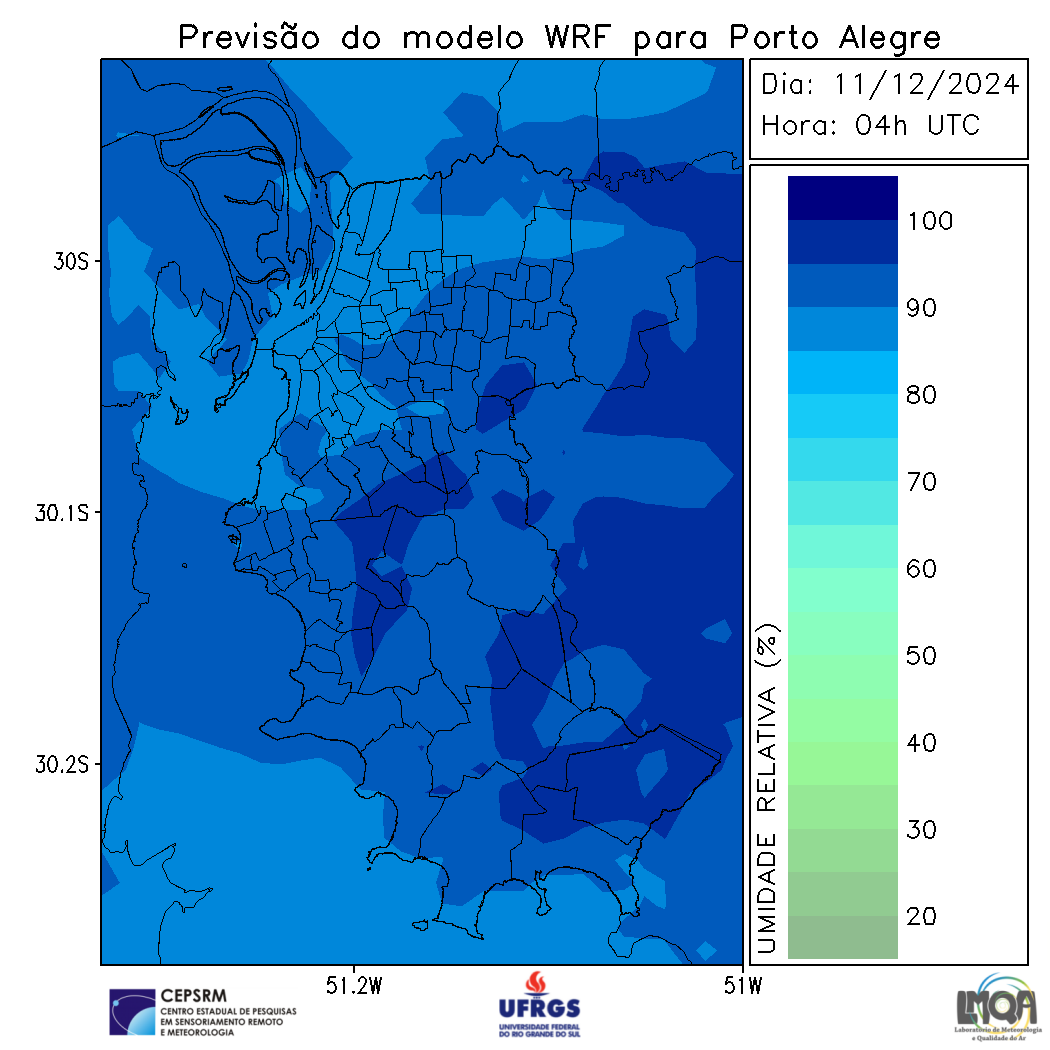 Previsão do modelo WRF para Porto Alegre
Dia: 11/12/2024
Hora: 04h UTC
30S
30.1S
30.2S
51.2W
51W
100
90
80
70
60
50
40
30
20
UMIDADE RELATIVA (%)
CEPSRM
CENTRO ESTADUAL DE PESQUISAS
EM SENSORIAMENTO REMOTO
E METEOROLOGIA
UFRGS
UNIVERSIDADE FEDERAL
DO RIO GRANDE DO SUL
LMQA
Laboratório de Meteorologia
e Qualidade do Ar